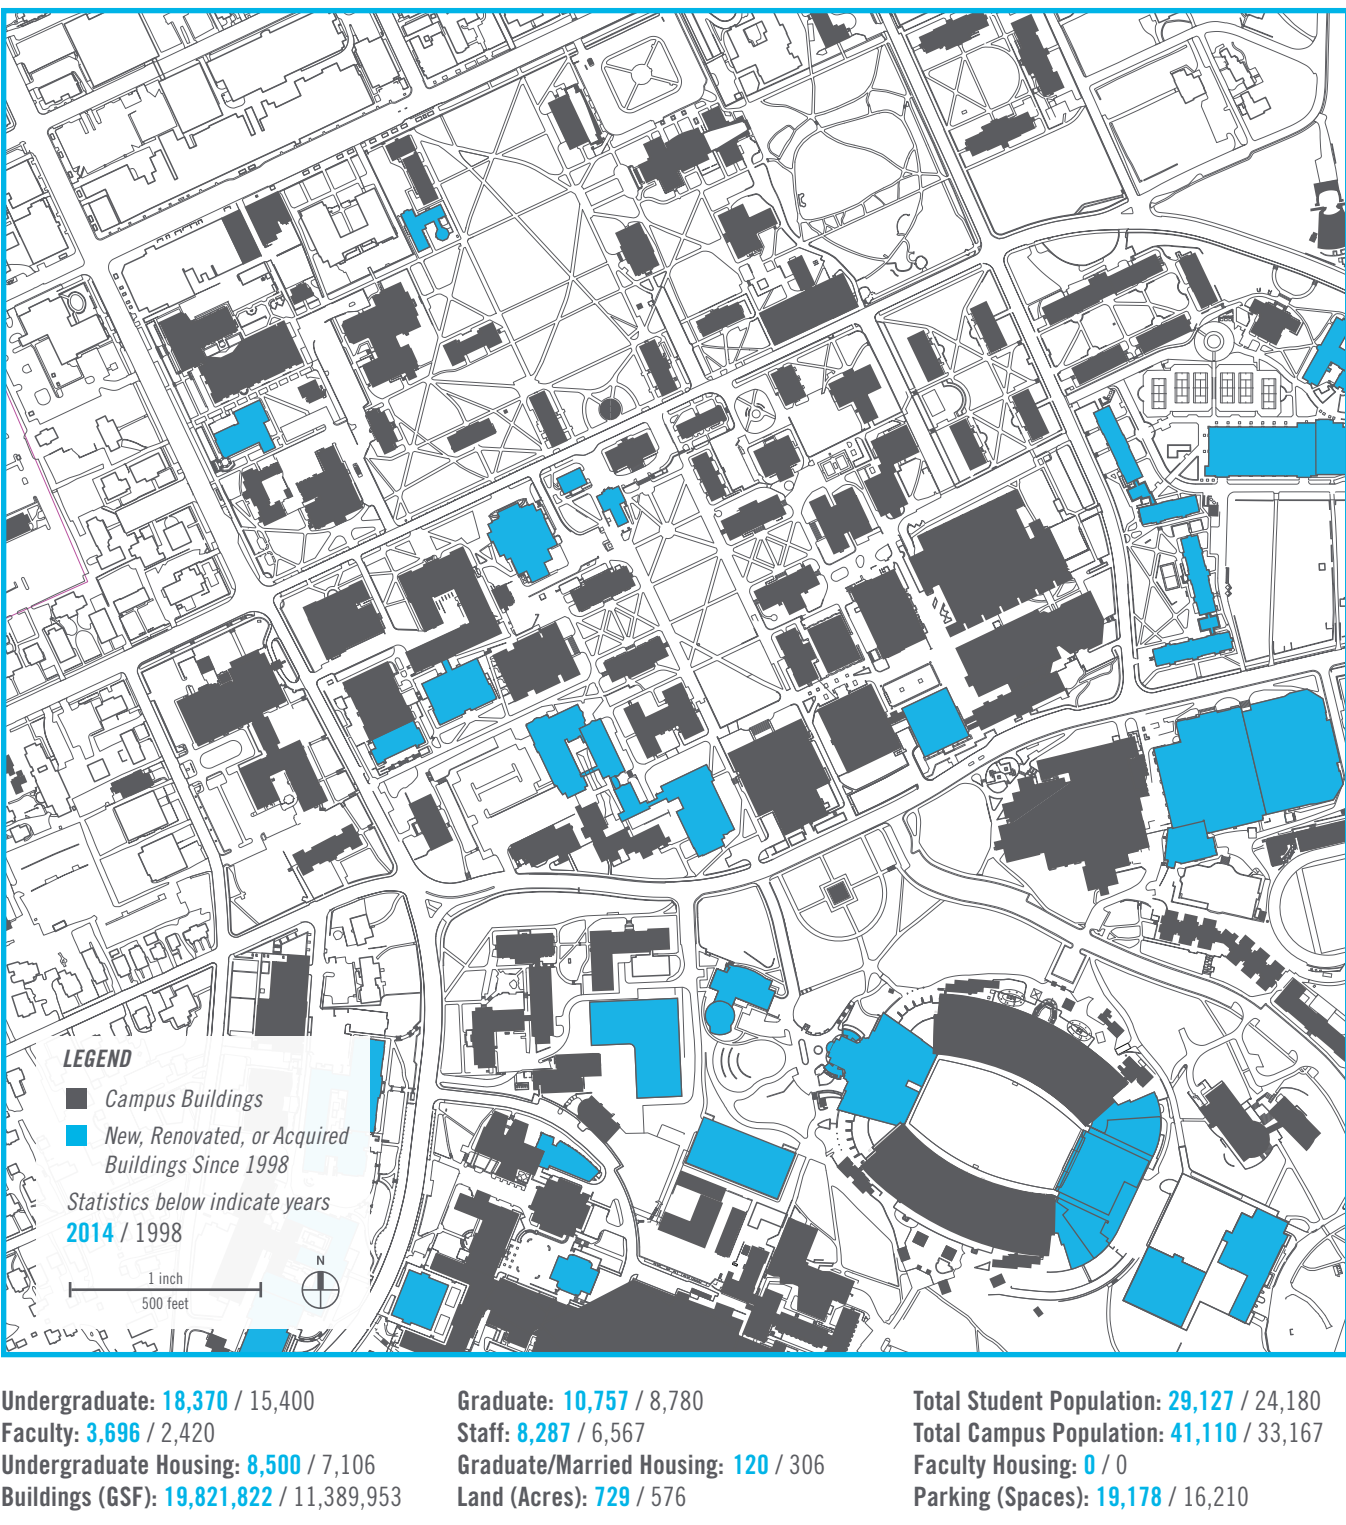 LEGEND
Campus Buildings
New, Renovated, or Acquired
Buildings Since 1998
Statistics below indicate years
2014 / 1998
N
1 inch
500 feet
Undergraduate: 18,370 / 15,400
Graduate: 10,757 / 8,780
Total Student Population: 29,127 / 24,180
Faculty: 3,696 / 2,420
Staff: 8,287 / 6,567
Total Campus Population: 41,110 / 33,167
Undergraduate Housing: 8,500 / 7,106
Graduate/Married Housing: 120 / 306
Faculty Housing: 0 / 0
Buildings (GSF): 19,821,822 / 11,389,953
Land (Acres): 729 / 576
Parking (Spaces): 19,178 / 16,210